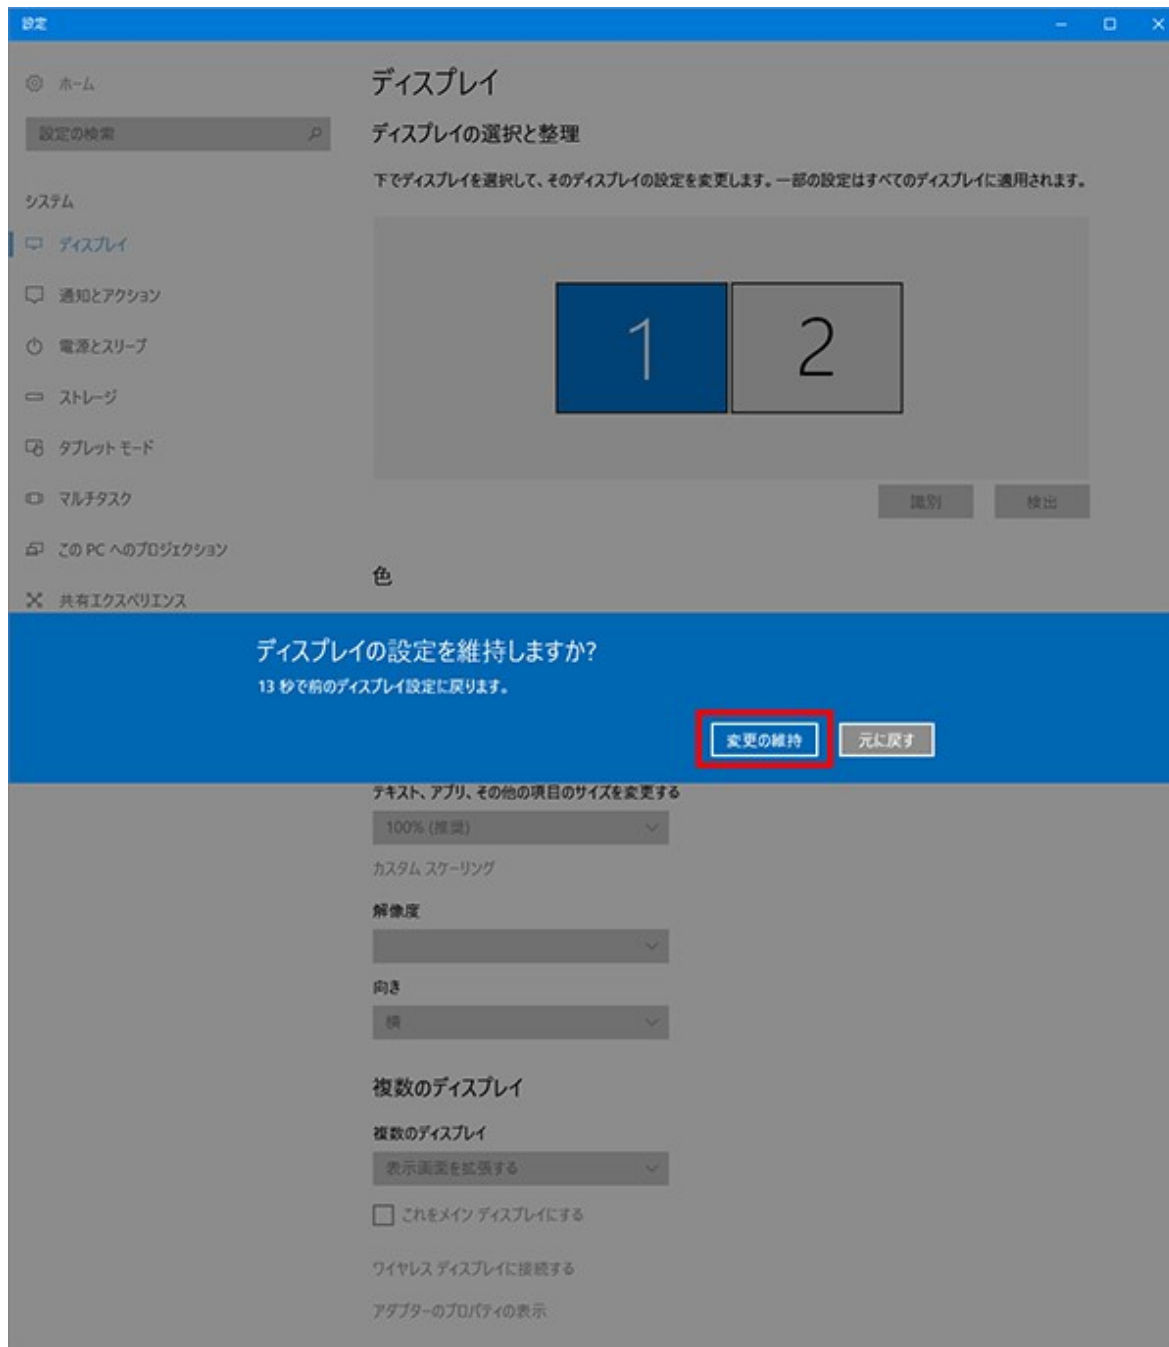 設定
ホーム
設定の検索
システム
ディスプレイ
通知とアクション
電源とスリープ
ストレージ
タブレット モード
マルチタスク
この PC へのプロジェクション
共有エクスペリエンス
ディスプレイ
ディスプレイの選択と整理
下でディスプレイを選択して、そのディスプレイの設定を変更します。一部の設定はすべてのディスプレイに適用されます。
1 2
識別 検出
色
ディスプレイの設定を維持しますか?
13 秒で前のディスプレイ設定に戻ります。
変更の維持 元に戻す
テキスト、アプリ、その他の項目のサイズを変更する
100% (推奨)
カスタム スケーリング
解像度
向き
横
複数のディスプレイ
複数のディスプレイ
表示画面を拡張する
これをメイン ディスプレイにする
ワイヤレス ディスプレイに接続する
アダプターのプロパティの表示